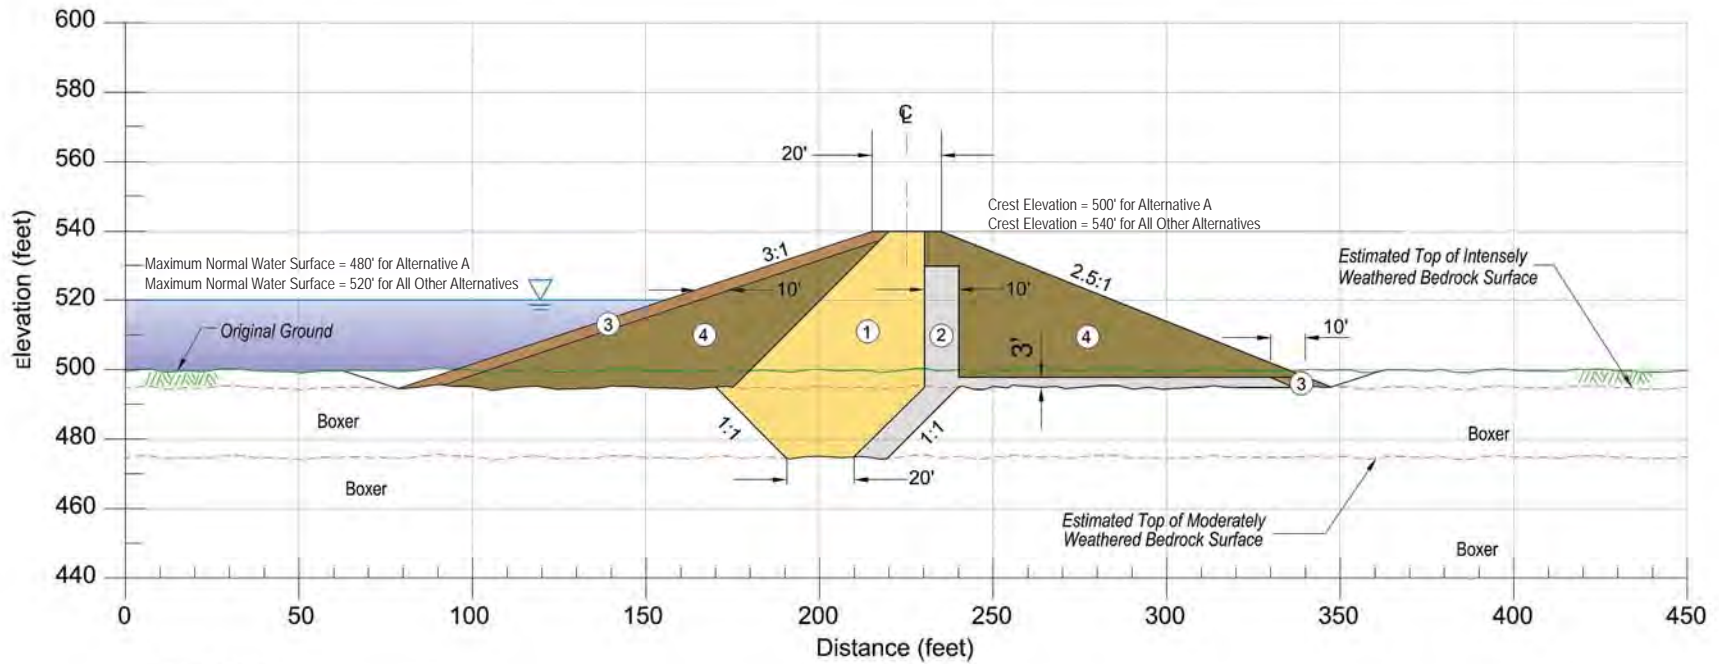 600
580
560
540
520
500
480
460
440
Elevation (feet)
℄
20'
Crest Elevation = 500' for Alternative A
Crest Elevation = 540' for All Other Alternatives
3:1
2.5:1
Maximum Normal Water Surface = 480' for Alternative A
Maximum Normal Water Surface = 520' for All Other Alternatives
Estimated Top of Intensely
Weathered Bedrock Surface
10'
10'
10'
Original Ground
3
4
1
2
4
3'
3
Boxer
1:1
1:1
Boxer
20'
Boxer
Estimated Top of Moderately
Weathered Bedrock Surface
Boxer
0
50
100
150
200
250
300
350
400
450
Distance (feet)